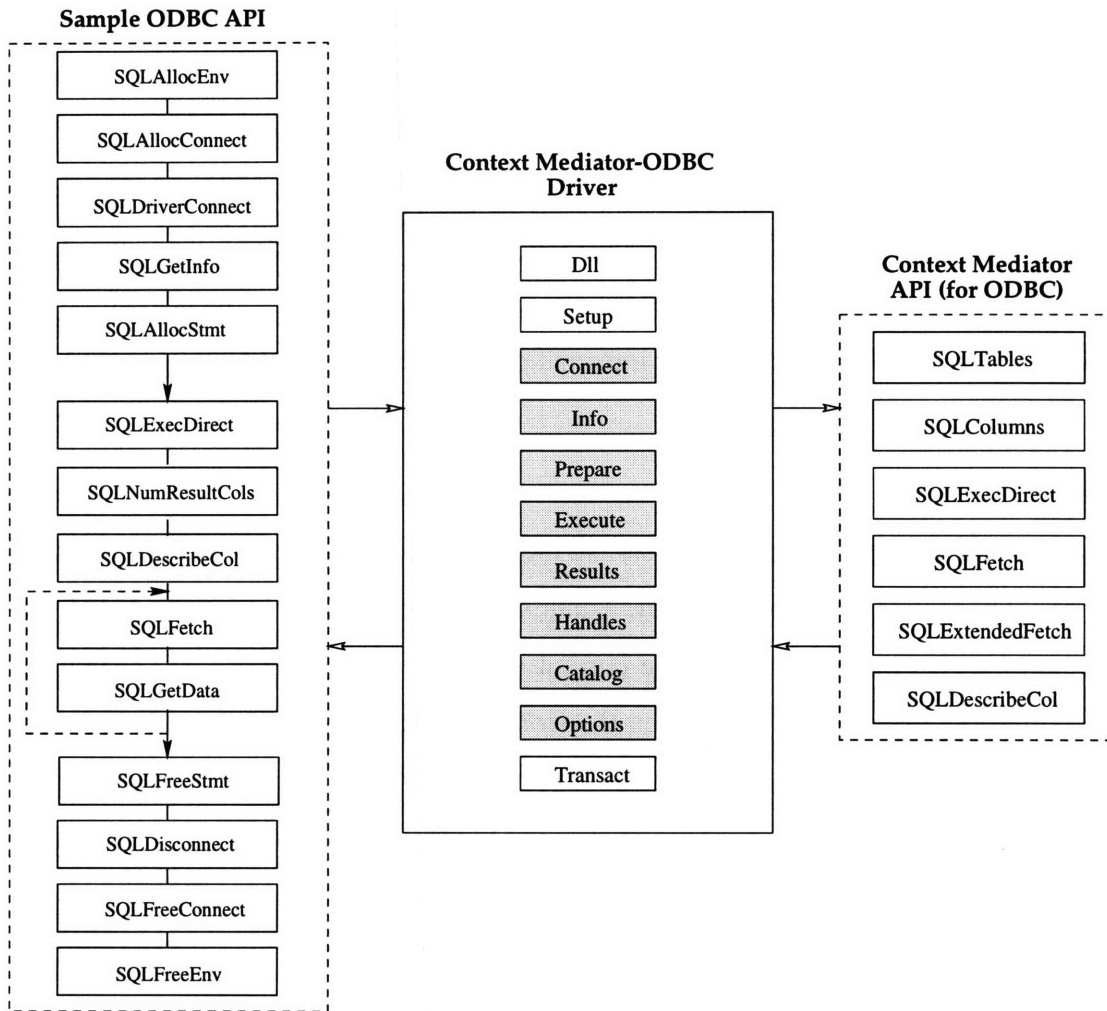 Sample ODBC API
SQLAllocEnv
SQLAllocConnect
SQLDriverConnect
SQLGetInfo
SQLAllocStmt
SQLExecDirect
SQLNumResultCols
SQLDescribeCol
SQLFetch
SQLGetData
SQLFreeStmt
SQLDisconnect
SQLFreeConnect
SQLFreeEnv
Context Mediator-ODBC
Driver
Dll
Setup
Connect
Info
Prepare
Execute
Results
Handles
Catalog
Options
Transact
Context Mediator
API (for ODBC)
SQLTables
SQLColumns
SQLExecDirect
SQLFetch
SQLExtendedFetch
SQLDescribeCol